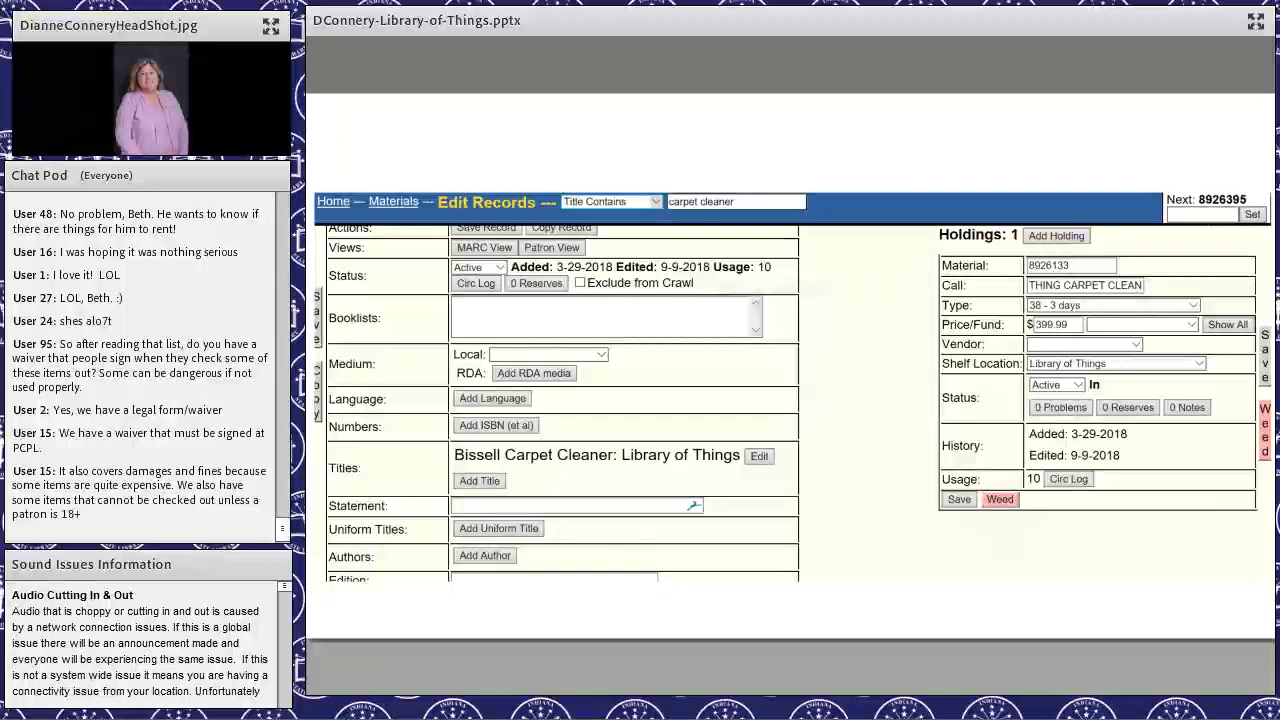 DianneConneryHeadShot.jpg
Chat Pod (Everyone)
User 48: No problem, Beth. He wants to know if
there are things for him to rent!
User 16: I was hoping it was nothing serious
User 1: I love it! LOL
User 27: LOL, Beth. :)
User 24: shes alo7t
User 95: So after reading that list, do you have a
waiver that people sign when they check some of
these items out? Some can be dangerous if not
used properly.
User 2: Yes, we have a legal form/waiver
User 15: We have a waiver that must be signed at
PCPL.
User 15: It also covers damages and fines because
some items are quite expensive. We also have
some items that cannot be checked out unless a
patron is 18+
Sound Issues Information
Audio Cutting In & Out
Audio that is choppy or cutting in and out is caused
by a network connection issues. If this is a global
issue there will be an announcement made and
everyone will be experiencing the same issue. If this
is not a system wide issue it means you are having a
connectivity issue from your location. Unfortunately
DConnery-Library-of-Things.pptx
Home — Materials — Edit Records --- Title Contains carpet cleaner
Next: 8926395
Set
Actions: Save Record Copy Record
Views: MARC View Patron View
Status: Active Added: 3-29-2018 Edited: 9-9-2018 Usage: 10
Circ Log 0 Reserves Exclude from Crawl
Booklists:
Medium: Local:
RDA: Add RDA media
Language: Add Language
Numbers: Add ISBN (et al)
Titles: Bissell Carpet Cleaner: Library of Things Edit
Add Title
Statement:
Uniform Titles: Add Uniform Title
Authors: Add Author
Edition:
Save
Copy
Holdings: 1 Add Holding
Material: 8926133
Call: THING CARPET CLEAN
Type: 38 - 3 days
Price/Fund: $399.99 Show All
Vendor:
Shelf Location: Library of Things
Status: Active In
0 Problems 0 Reserves 0 Notes
History: Added: 3-29-2018
Edited: 9-9-2018
Usage: 10 Circ Log
Save Weed
Save
Weed